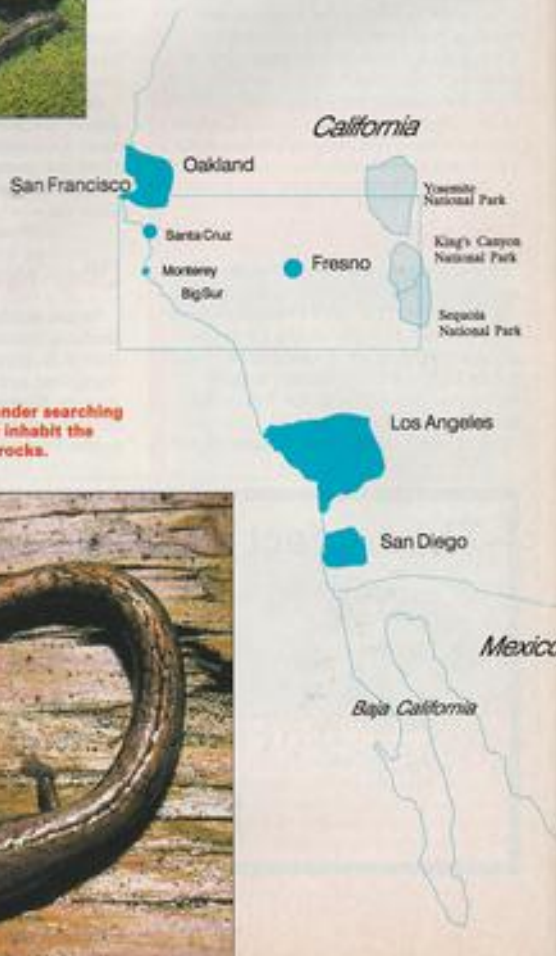 California
Oakland
San Francisco
Yosemite
National Park
Santa Cruz
King's Canyon
National Park
Monterey
Fresno
Big Sur
Sequoia
National Park
ander searching
inhabit the
rocks.
Los Angeles
San Diego
Mexico
Baja California